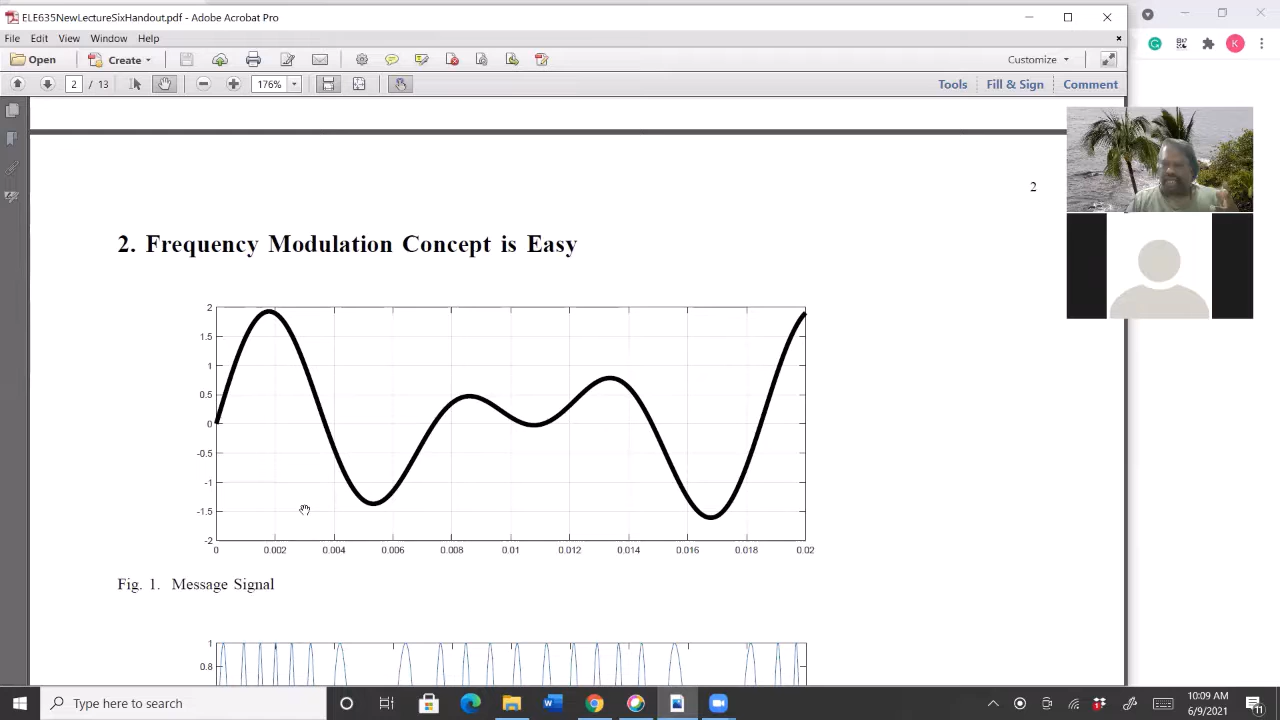 ELE635NewLectureSixHandout.pdf - Adobe Acrobat Pro
File Edit View Window Help
Open Create Customize
2 / 13 176% Tools Fill & Sign Comment
K
2
2. Frequency Modulation Concept is Easy
2
1.5
1
0.5
0
-0.5
-1
-1.5
-2
0 0.002 0.004 0.006 0.008 0.01 0.012 0.014 0.016 0.018 0.02
Fig. 1. Message Signal
1
0.8
Type here to search
10:09 AM
6/9/2021